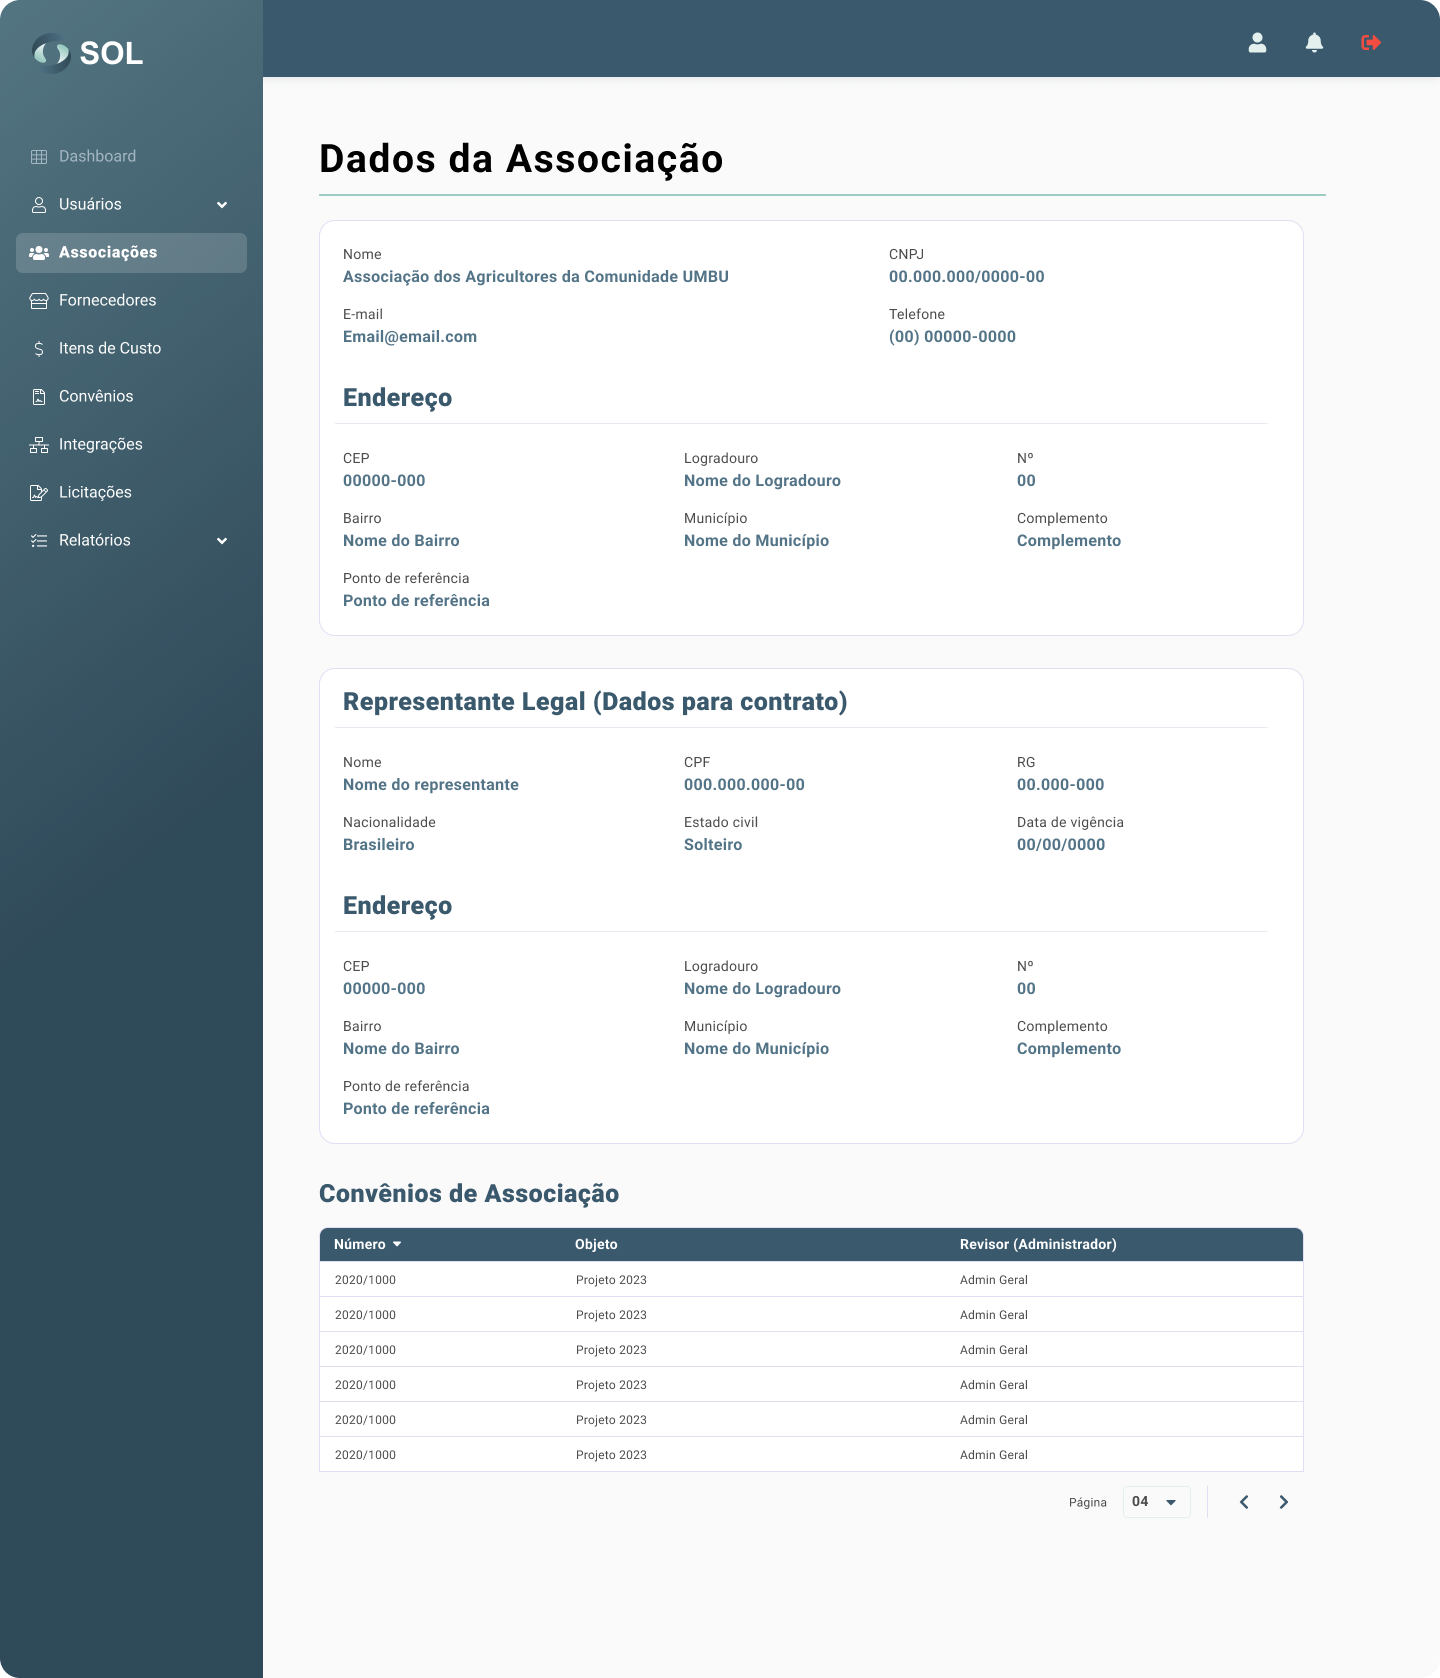 SOL
Dashboard
Usuários
Associações
Fornecedores
Itens de Custo
Convênios
Integrações
Licitações
Relatórios
Dados da Associação
Nome CNPJ
Associação dos Agricultores da Comunidade UMBU 00.000.000/0000-00
E-mail Telefone
Email@email.com (00) 00000-0000
Endereço
CEP Logradouro Nº
00000-000 Nome do Logradouro 00
Bairro Município Complemento
Nome do Bairro Nome do Município Complemento
Ponto de referência
Ponto de referência
Representante Legal (Dados para contrato)
Nome CPF RG
Nome do representante 000.000.000-00 00.000-000
Nacionalidade Estado civil Data de vigência
Brasileiro Solteiro 00/00/0000
Endereço
CEP Logradouro Nº
00000-000 Nome do Logradouro 00
Bairro Município Complemento
Nome do Bairro Nome do Município Complemento
Ponto de referência
Ponto de referência
Convênios de Associação
Número Objeto Revisor (Administrador)
2020/1000 Projeto 2023 Admin Geral
2020/1000 Projeto 2023 Admin Geral
2020/1000 Projeto 2023 Admin Geral
2020/1000 Projeto 2023 Admin Geral
2020/1000 Projeto 2023 Admin Geral
2020/1000 Projeto 2023 Admin Geral
Página 04